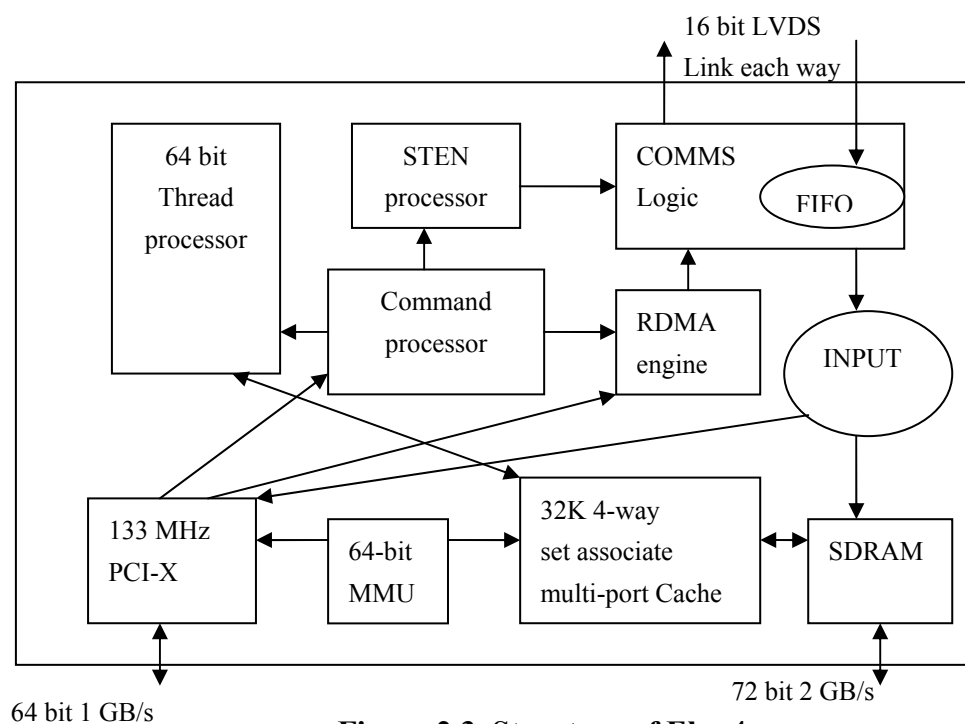 16 bit LVDS
Link each way
64 bit
Thread
processor
STEN
processor
COMMS
Logic
FIFO
Command
processor
RDMA
engine
INPUT
133 MHz
PCI-X
64-bit
MMU
32K 4-way
set associate
multi-port Cache
SDRAM
64 bit 1 GB/s
72 bit 2 GB/s